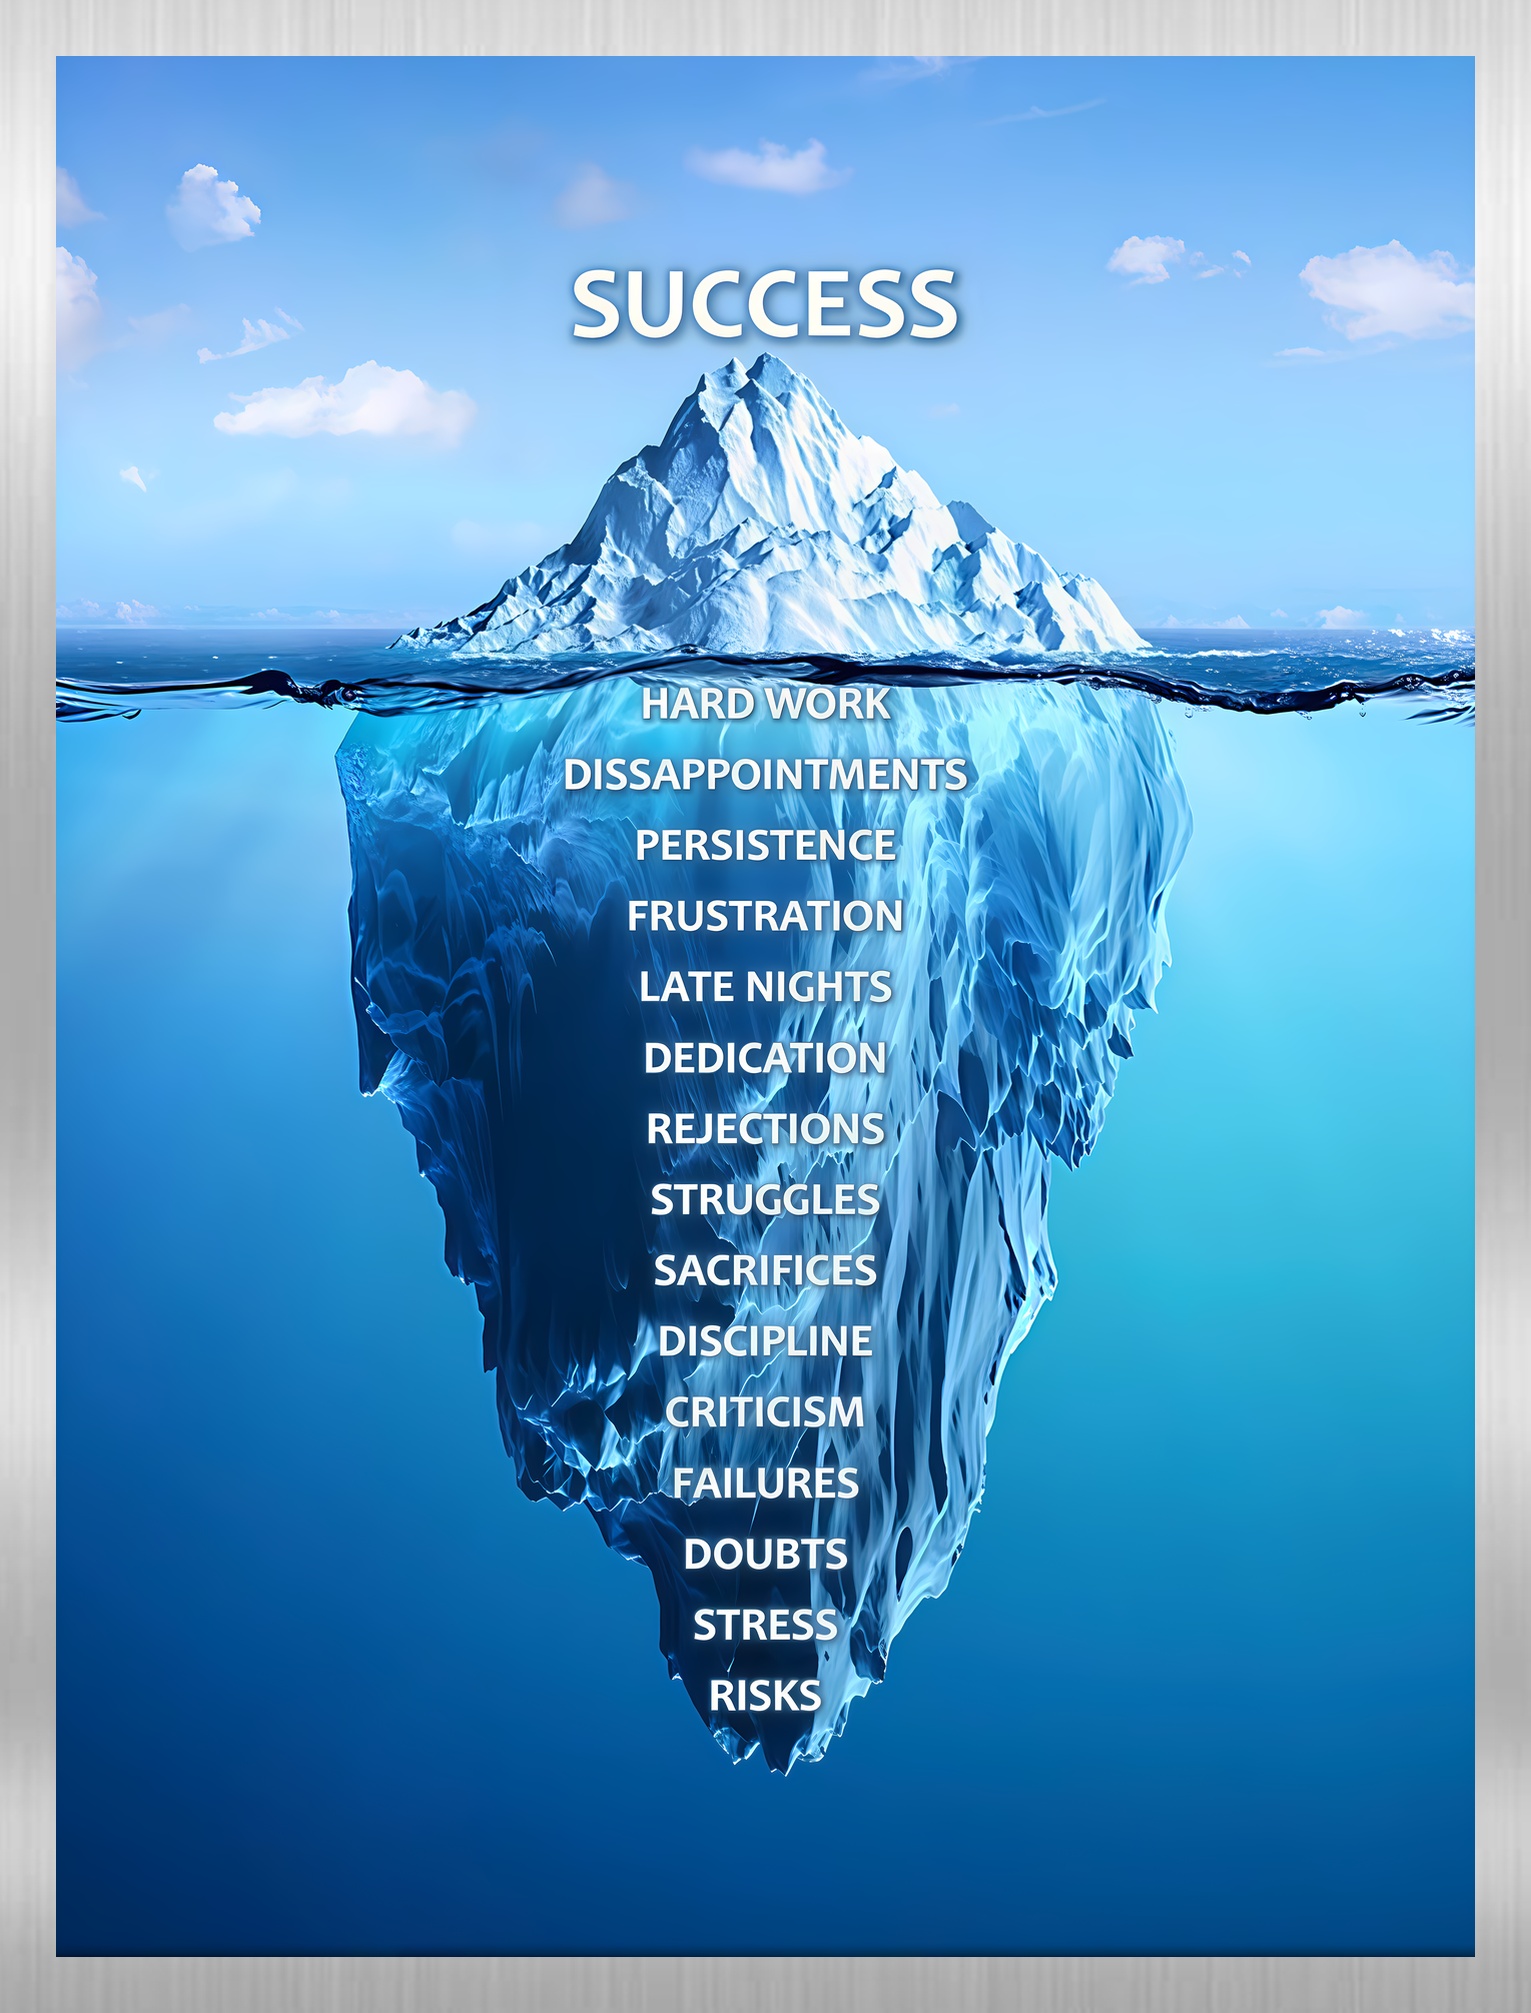 SUCCESS
HARD WORK
DISSAPPOINTMENTS
PERSISTENCE
FRUSTRATION
LATE NIGHTS
DEDICATION
REJECTIONS
STRUGGLES
SACRIFICES
DISCIPLINE
CRITICISM
FAILURES
DOUBTS
STRESS
RISKS